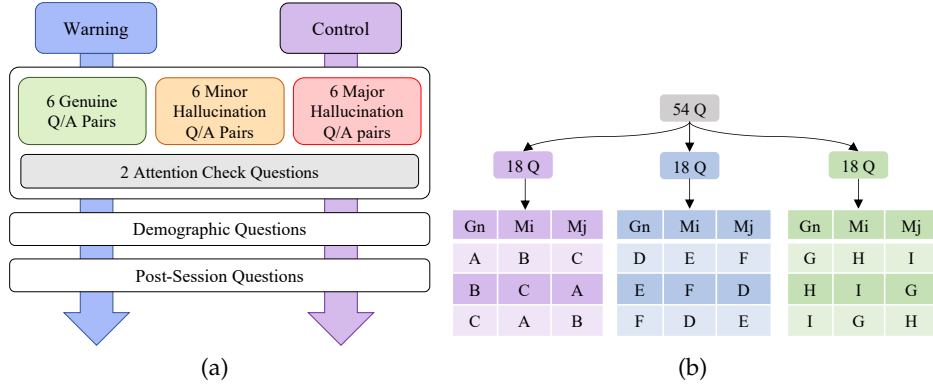 Warning
Control
6 Genuine
Q/A Pairs
6 Minor
Hallucination
Q/A Pairs
6 Major
Hallucination
Q/A pairs
2 Attention Check Questions
Demographic Questions
Post-Session Questions
(a)
54 Q
18 Q
18 Q
18 Q
Gn Mi Mj
A B C
B C A
C A B
Gn Mi Mj
D E F
E F D
F D E
Gn Mi Mj
G H I
H I G
I G H
(b)